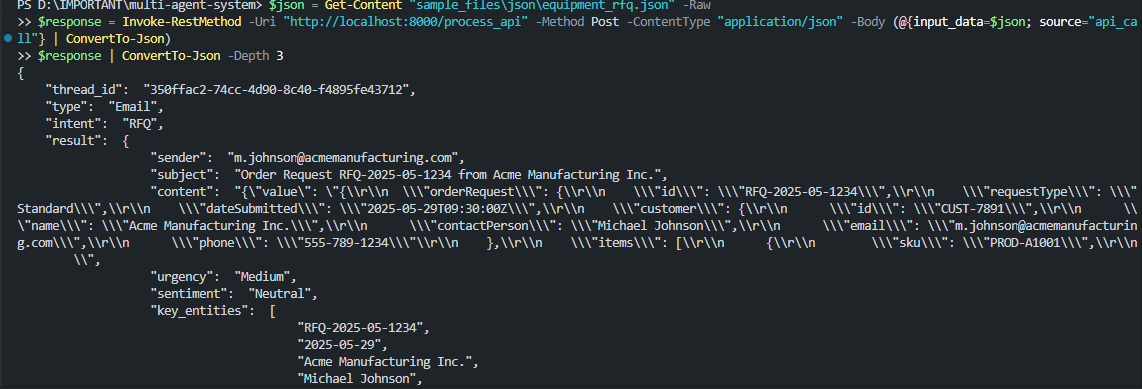 PS D:\IMPORTANT\multi-agent-system> $json = Get-Content "sample_files\json\equipment_rfq.json" -Raw
>> $response = Invoke-RestMethod -Uri "http://localhost:8000/process_api" -Method Post -ContentType "application/json" -Body (@{input_data=$json; source="api_ca
ll"} | ConvertTo-Json)
>> $response | ConvertTo-Json -Depth 3
{
    "thread_id":  "350ffac2-74cc-4d90-8c40-f4895fe43712",
    "type":  "Email",
    "intent":  "RFQ",
    "result":  {
                   "sender":  "m.johnson@acmemanufacturing.com",
                   "subject":  "Order Request RFQ-2025-05-1234 from Acme Manufacturing Inc.",
                   "content":  "{\"value\": \"{\\r\\n  \\\"orderRequest\\\": {\\r\\n    \\\"id\\\": \\\"RFQ-2025-05-1234\\\",\\r\\n    \\\"requestType\\\": \\\"
Standard\\\",\\r\\n    \\\"dateSubmitted\\\": \\\"2025-05-29T09:30:00Z\\\",\\r\\n    \\\"customer\\\": {\\r\\n      \\\"id\\\": \\\"CUST-7891\\\",\\r\\n      \\
\"name\\\": \\\"Acme Manufacturing Inc.\\\",\\r\\n      \\\"contactPerson\\\": \\\"Michael Johnson\\\",\\r\\n      \\\"email\\\": \\\"m.johnson@acmemanufacturin
g.com\\\",\\r\\n      \\\"phone\\\": \\\"555-789-1234\\\"\\r\\n    },\\r\\n    \\\"items\\\": [\\r\\n      {\\r\\n        \\\"sku\\\": \\\"PROD-A1001\\\",\\r\\n
        \\",
                   "urgency":  "Medium",
                   "sentiment":  "Neutral",
                   "key_entities":  [
                                        "RFQ-2025-05-1234",
                                        "2025-05-29",
                                        "Acme Manufacturing Inc.",
                                        "Michael Johnson",